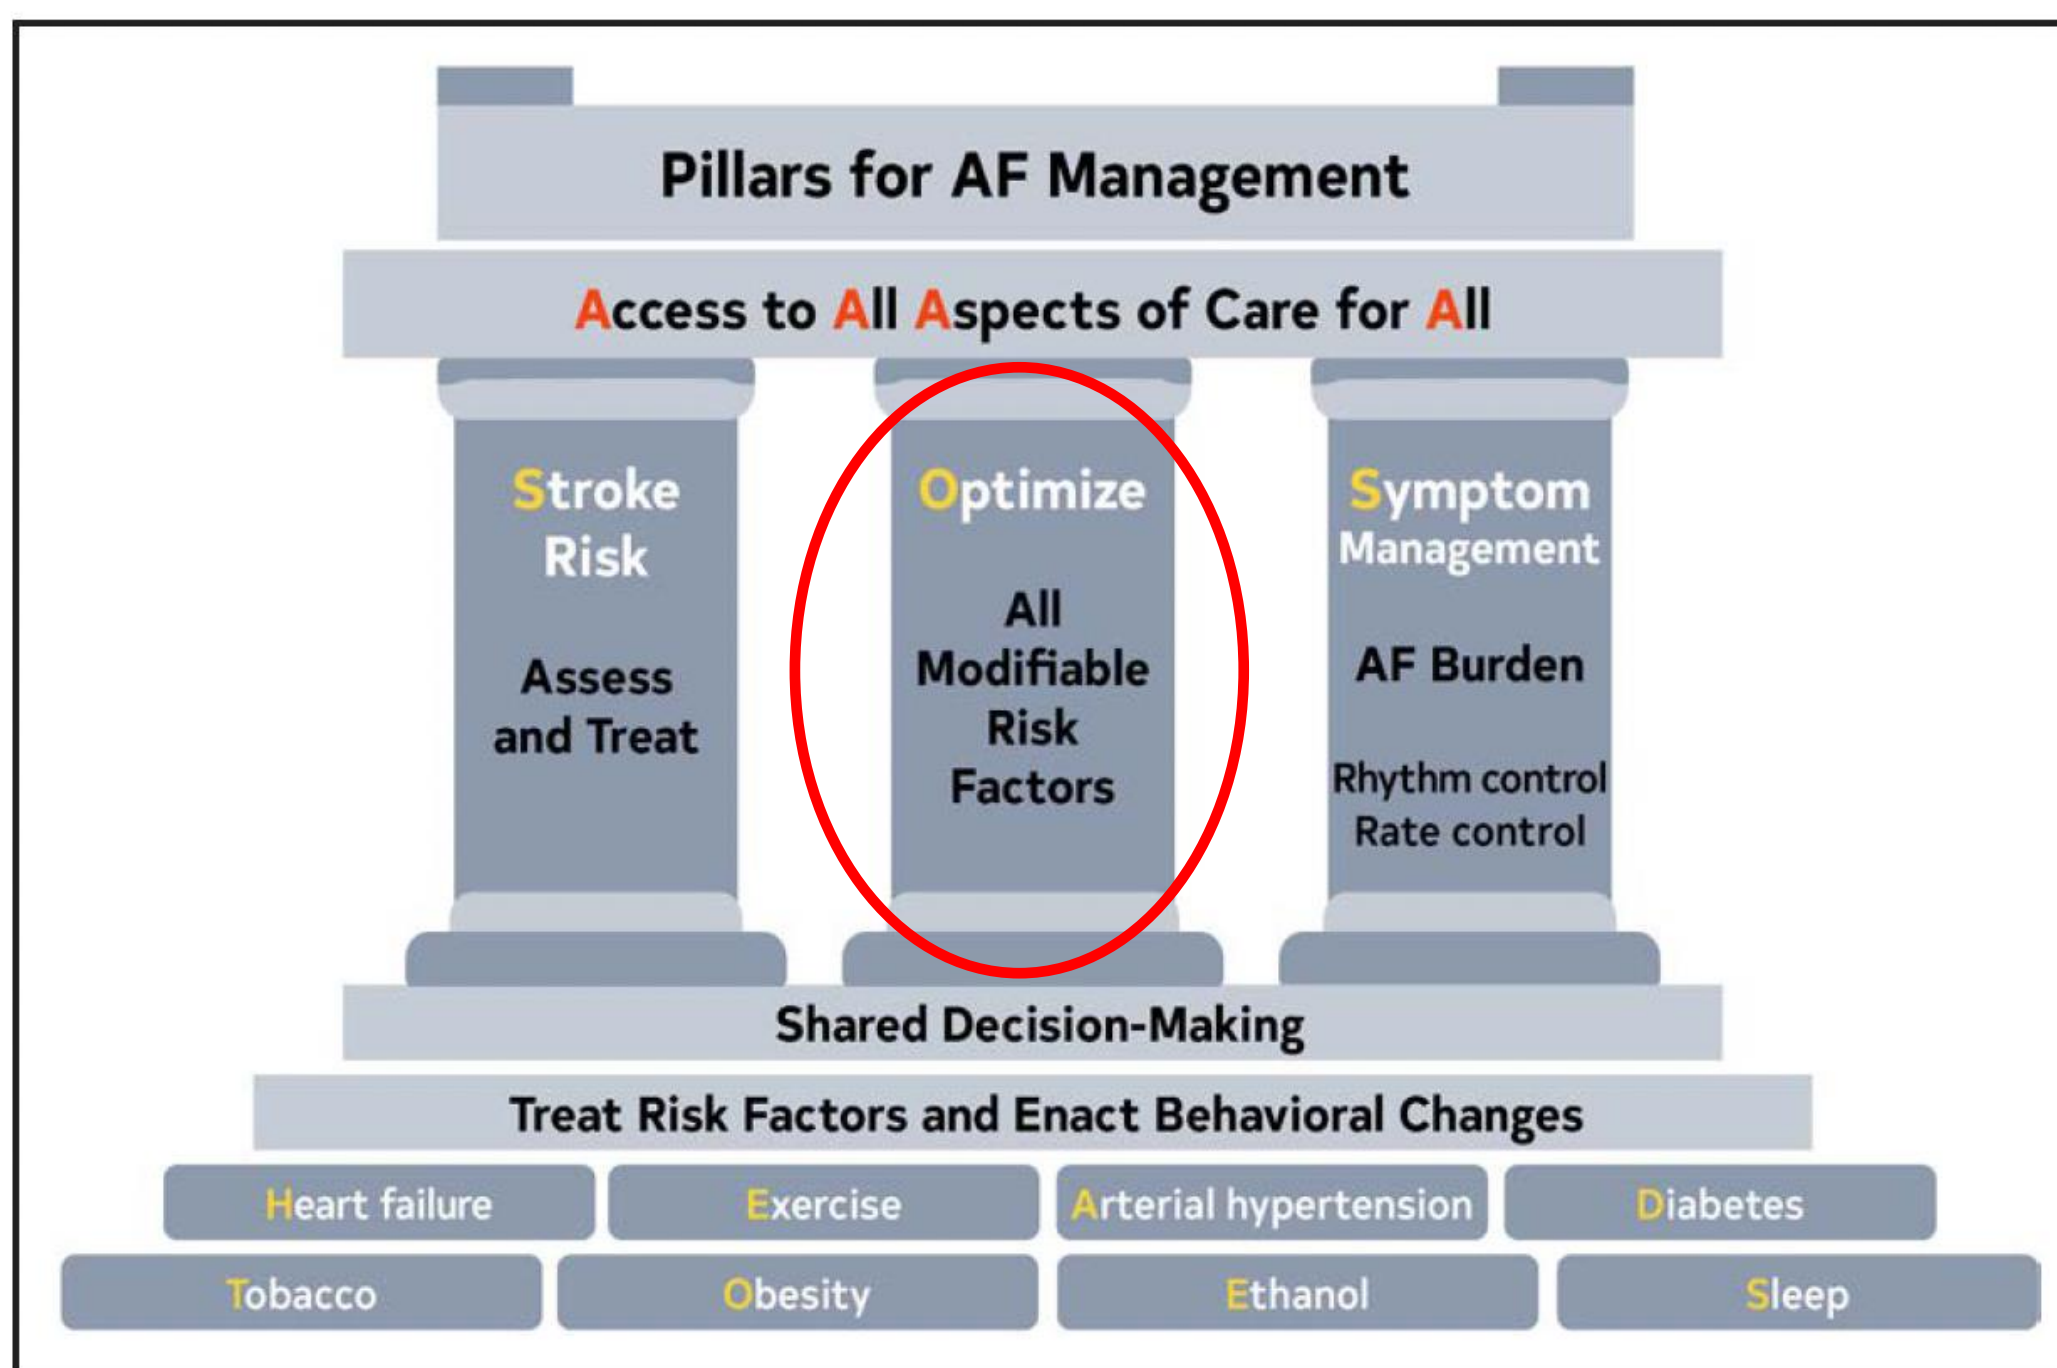 Pillars for AF Management
Access to All Aspects of Care for All
Stroke
Risk
Assess
and Treat
Optimize
All
Modifiable
Risk
Factors
Symptom
Management
AF Burden
Rhythm control
Rate control
Shared Decision-Making
Treat Risk Factors and Enact Behavioral Changes
Heart failure
Exercise
Arterial hypertension
Diabetes
Tobacco
Obesity
Ethanol
Sleep